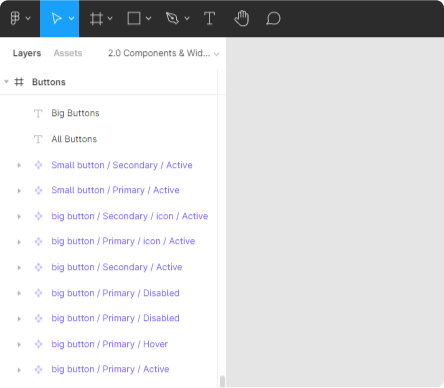 Layers Assets 2.0 Components & Wid...
Buttons
Big Buttons
All Buttons
Small button / Secondary / Active
Small button / Primary / Active
big button / Secondary / icon / Active
big button / Primary / icon / Active
big button / Secondary / Active
big button / Primary / Disabled
big button / Primary / Disabled
big button / Primary / Hover
big button / Primary / Active